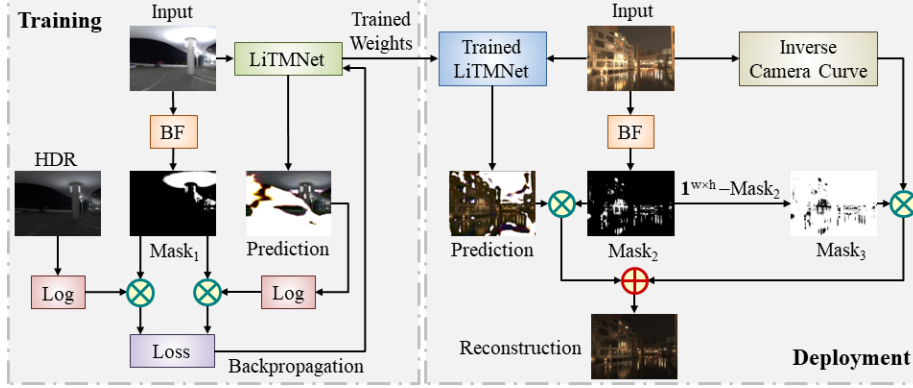 Training
Input
Trained
Weights
LiTMNet
BF
HDR
Mask₁
Prediction
Log
Log
Loss
Backpropagation
Input
Trained
LiTMNet
Inverse
Camera Curve
BF
𝟏ʷˣʰ−Mask₂
Prediction
Mask₂
Mask₃
Reconstruction
Deployment